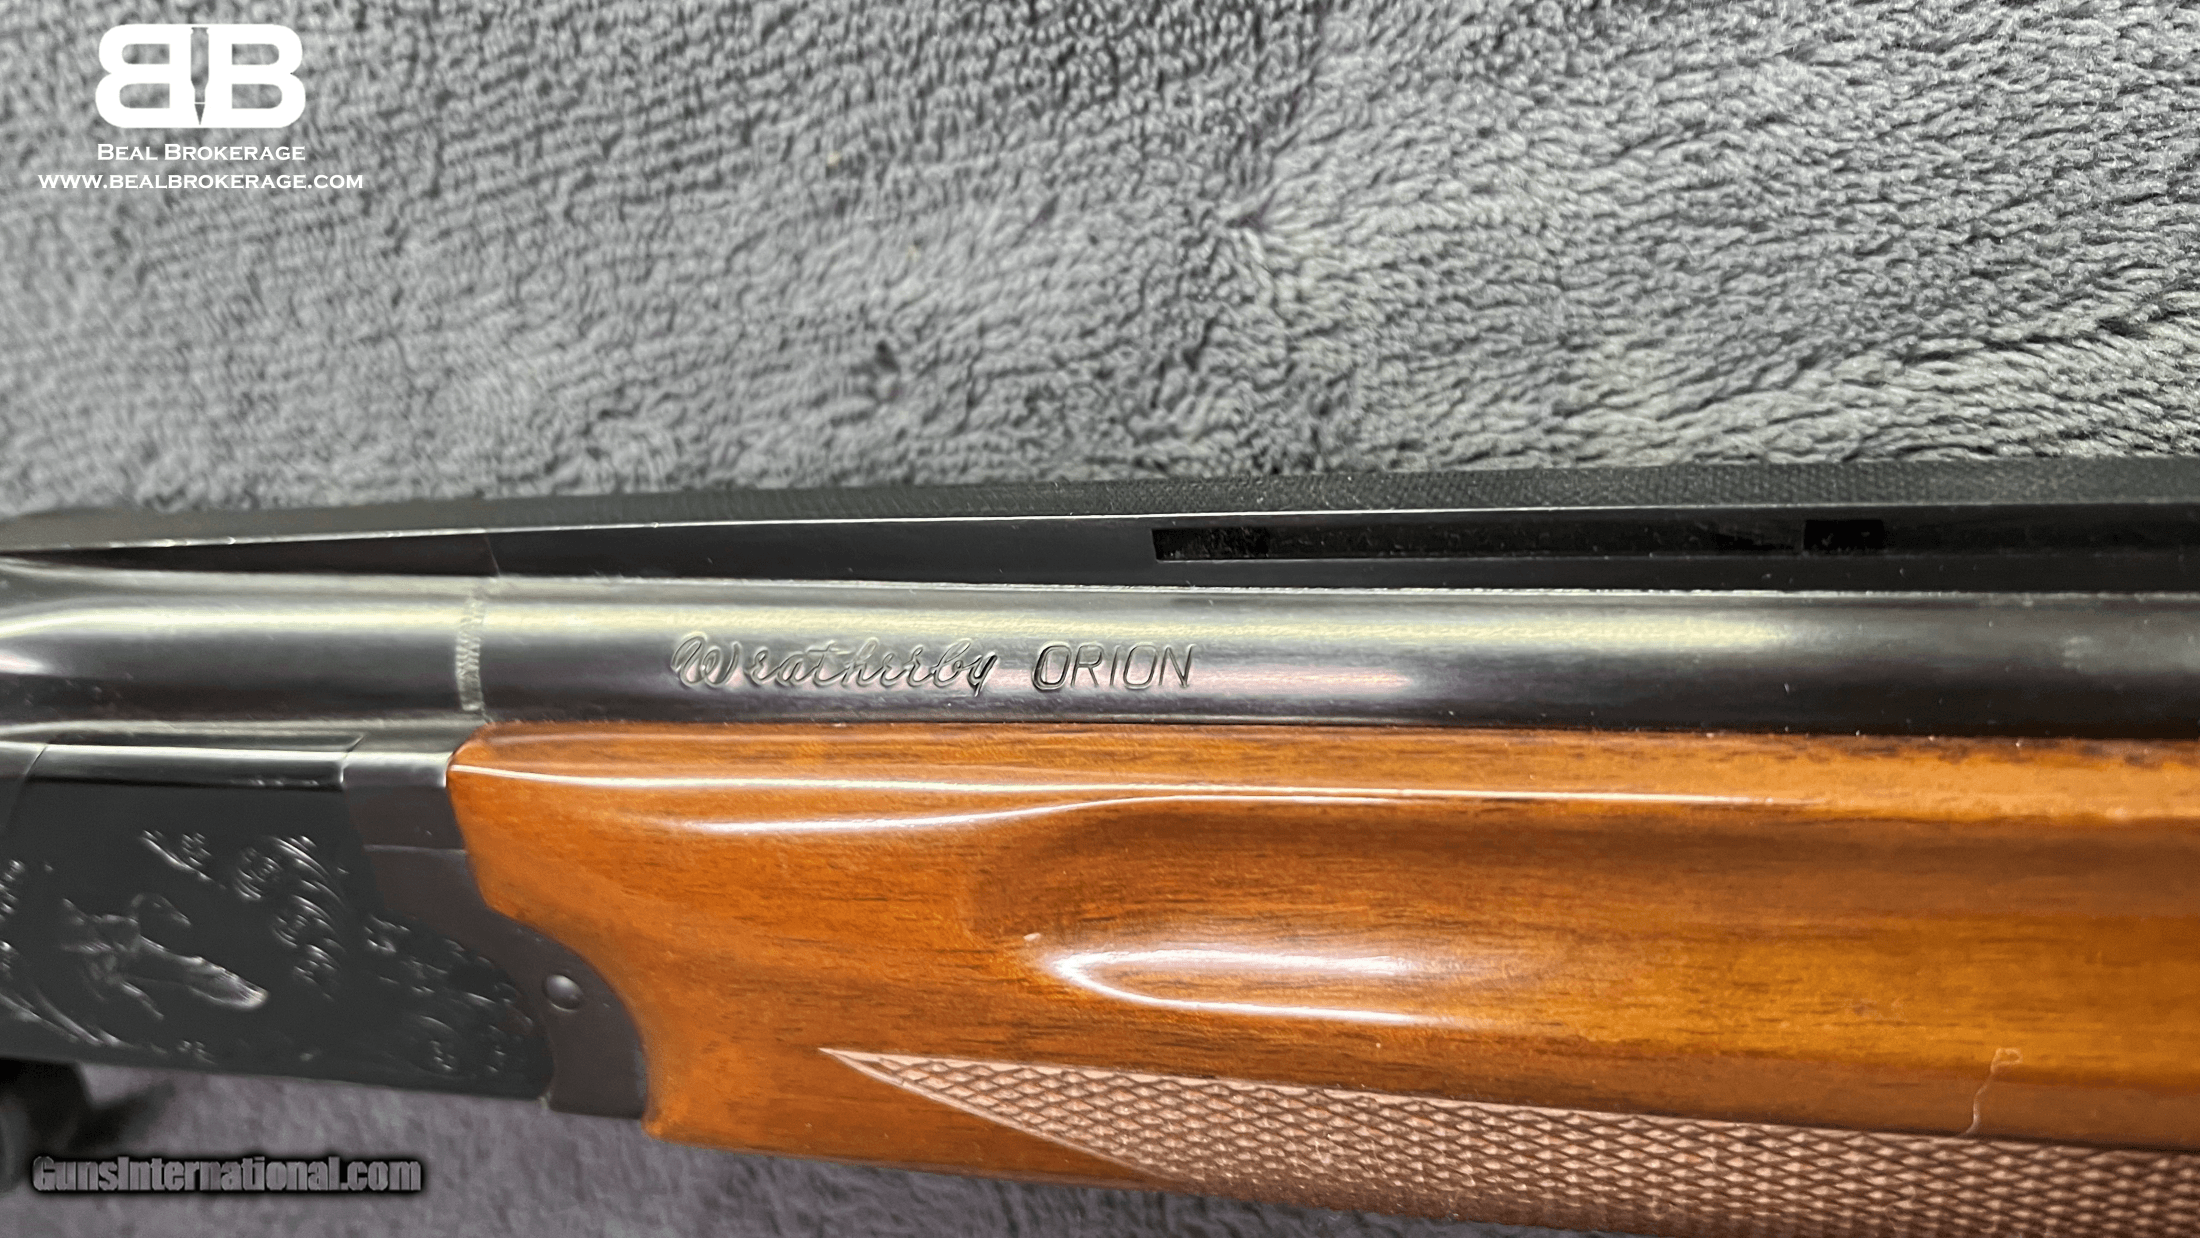 BB
BEAL BROKERAGE
WWW.BEALBROKERAGE.COM
Weatherby ORION
GunsInternational.com